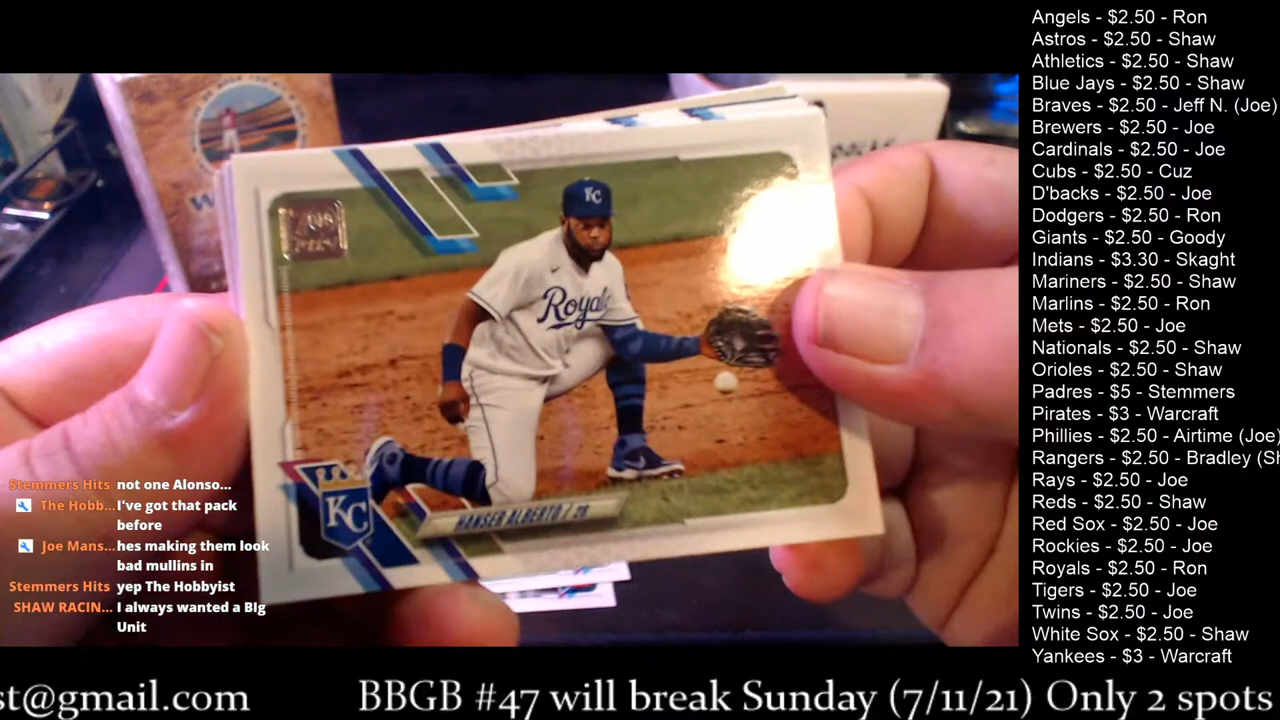 Angels - $2.50 - Ron
Astros - $2.50 - Shaw
Athletics - $2.50 - Shaw
Blue Jays - $2.50 - Shaw
Braves - $2.50 - Jeff N. (Joe)
Brewers - $2.50 - Joe
Cardinals - $2.50 - Joe
Cubs - $2.50 - Cuz
D'backs - $2.50 - Joe
Dodgers - $2.50 - Ron
Giants - $2.50 - Goody
Indians - $3.30 - Skaght
Mariners - $2.50 - Shaw
Marlins - $2.50 - Ron
Mets - $2.50 - Joe
Nationals - $2.50 - Shaw
Orioles - $2.50 - Shaw
Padres - $5 - Stemmers
Pirates - $3 - Warcraft
Phillies - $2.50 - Airtime (Joe)
Rangers - $2.50 - Bradley (Sh
Rays - $2.50 - Joe
Reds - $2.50 - Shaw
Red Sox - $2.50 - Joe
Rockies - $2.50 - Joe
Royals - $2.50 - Ron
Tigers - $2.50 - Joe
Twins - $2.50 - Joe
White Sox - $2.50 - Shaw
Yankees - $3 - Warcraft
KC
Royals
KC
HANSER ALBERTO / 2B
Stemmers Hits not one Alonso...
The Hobb... I've got that pack
before
Joe Mans... hes making them look
bad mullins in
Stemmers Hits yep The Hobbyist
SHAW RACIN... I always wanted a BIg
Unit
st@gmail.com BBGB #47 will break Sunday (7/11/21) Only 2 spots